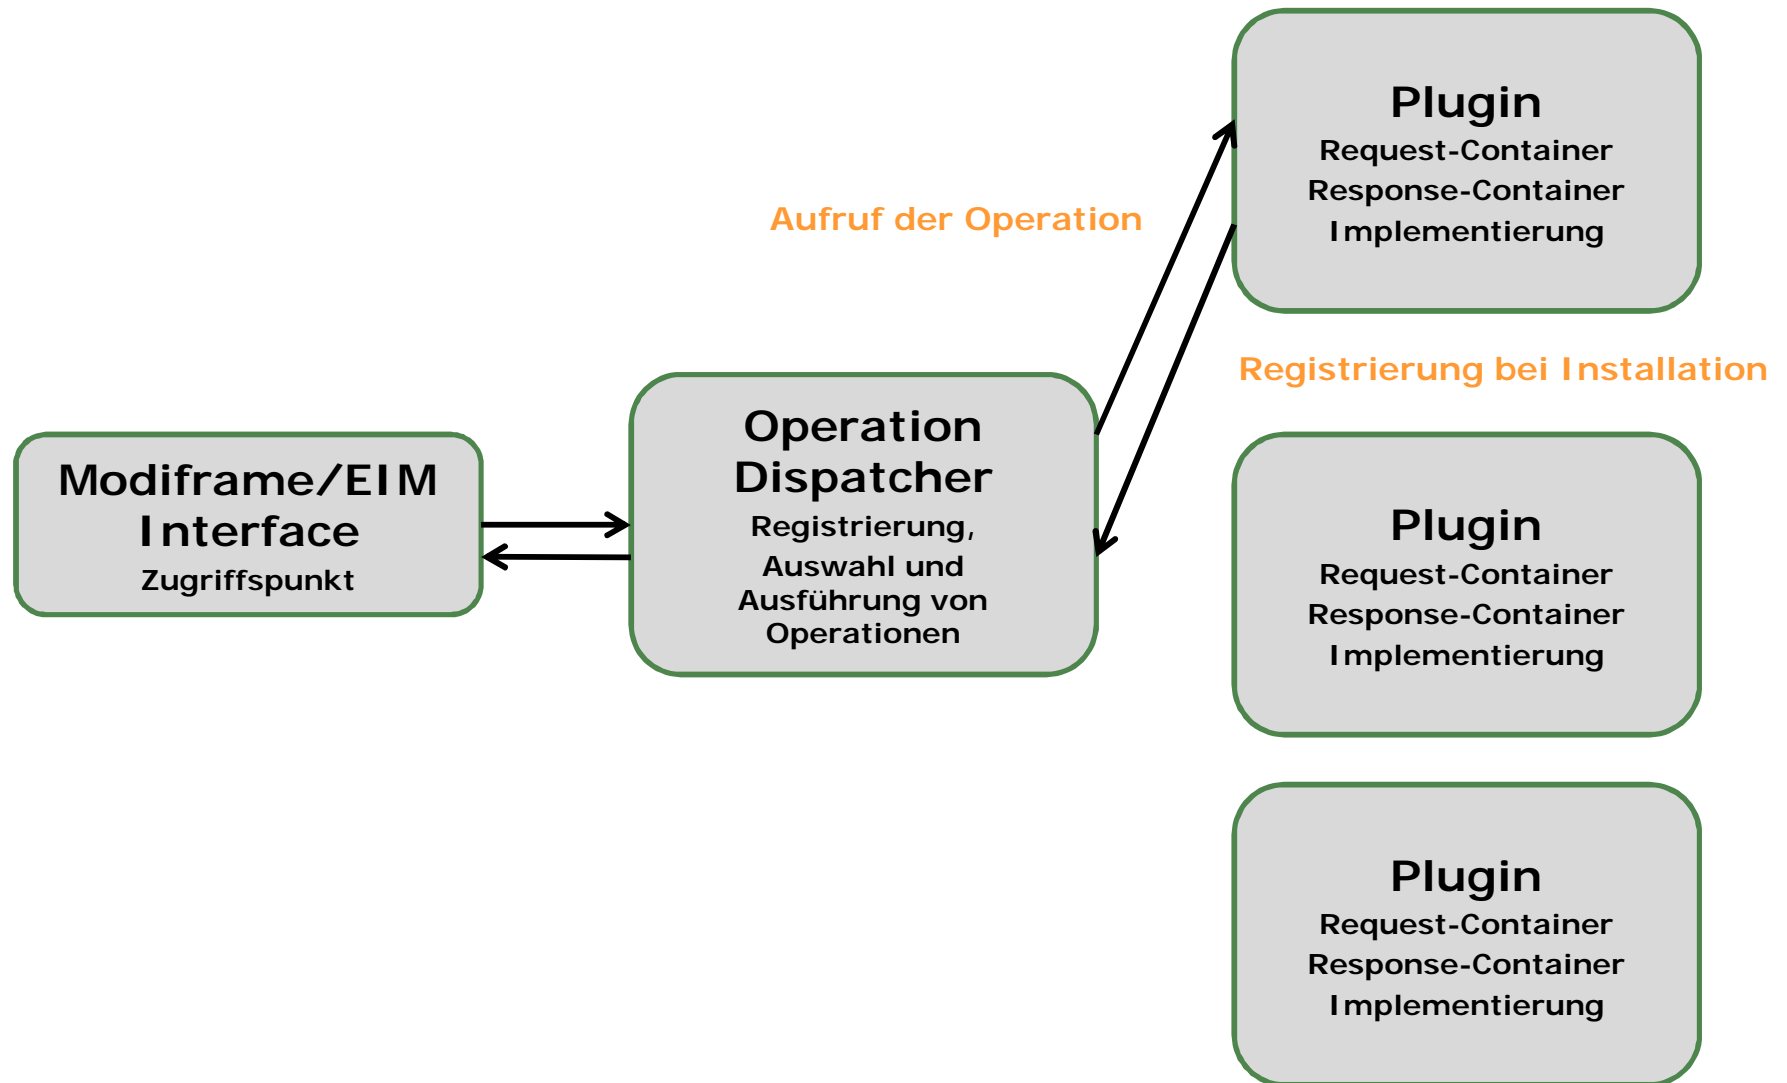 Plugin
Request-Container
Response-Container
Implementierung
Aufruf der Operation
Registrierung bei Installation
Modiframe/EIM
Interface
Zugriffspunkt
Operation
Dispatcher
Registrierung,
Auswahl und
Ausführung von
Operationen
Plugin
Request-Container
Response-Container
Implementierung
Plugin
Request-Container
Response-Container
Implementierung